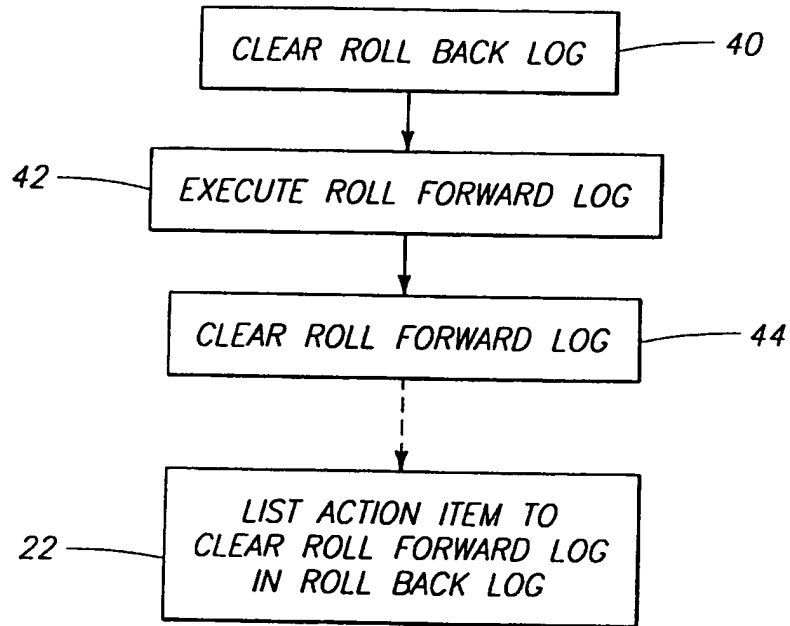 CLEAR ROLL BACK LOG
40
42
EXECUTE ROLL FORWARD LOG
CLEAR ROLL FORWARD LOG
44
22
LIST ACTION ITEM TO
CLEAR ROLL FORWARD LOG
IN ROLL BACK LOG